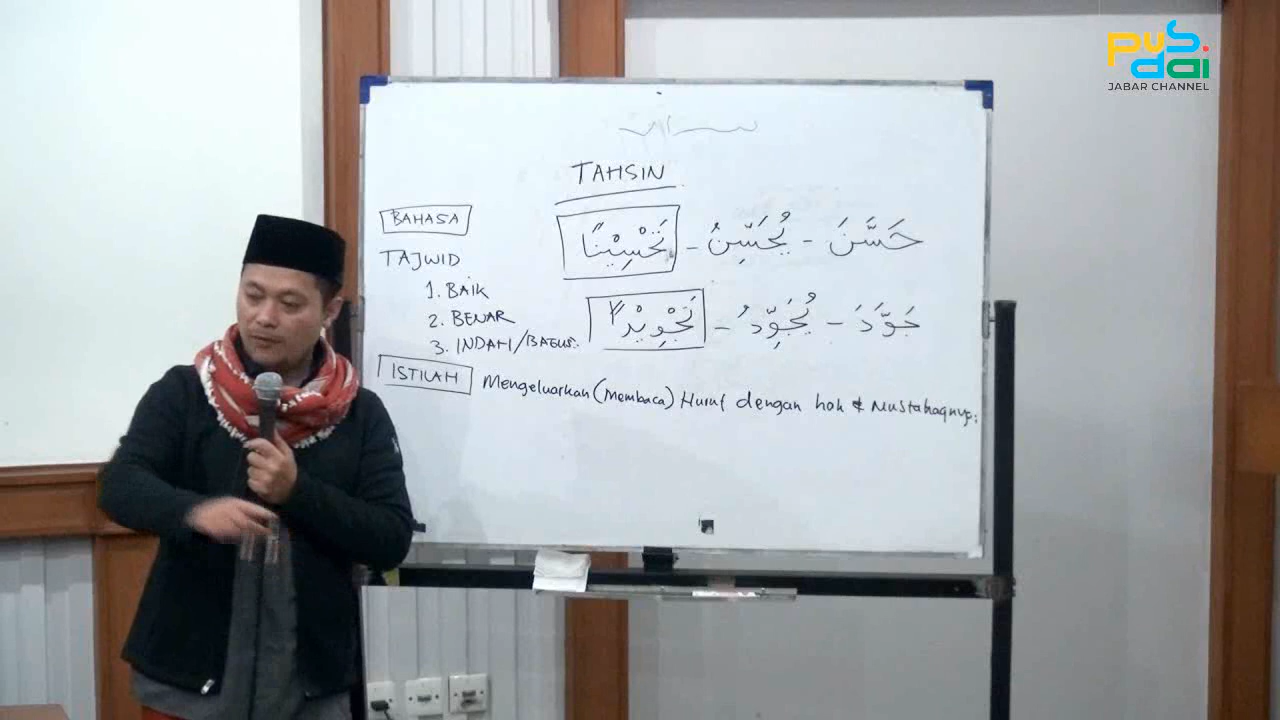 pusdai
JABAR CHANNEL
TAHSIN
BAHASA
حَسَّنَ - يُحَسِّنُ - تَحْسِيْنًا
TAJWID
1. BAIK
جَوَّدَ - يُجَوِّدُ - تَجْوِيْدٌ
2. BENAR
3. INDAH/BAGUS.
ISTILAH Mengeluarkan (Membaca) Huruf dengan hok & Mustahaqnya: